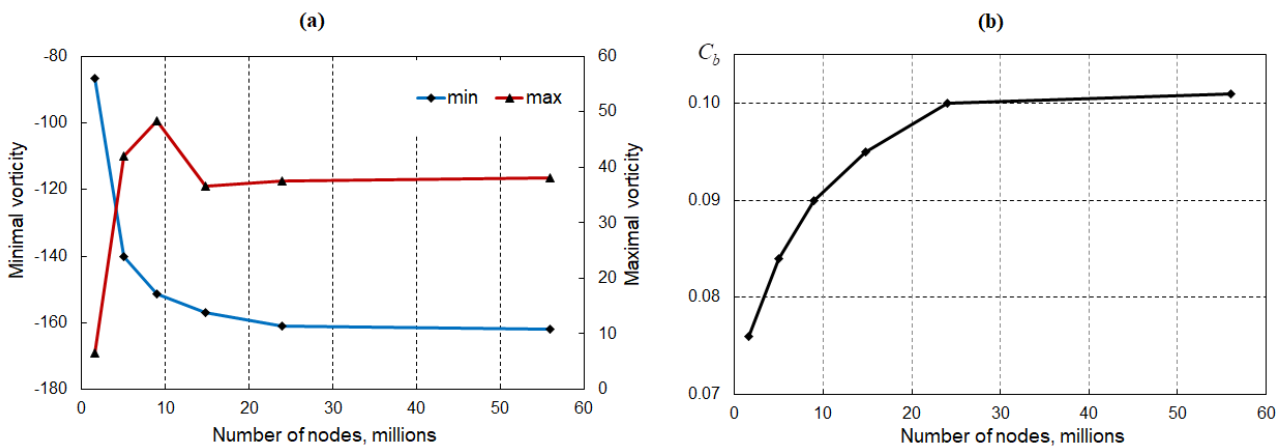 (a)
-80
-100
-120
-140
-160
-180
Minimal vorticity
min
max
60
50
40
30
20
10
0
Maximal vorticity
0 10 20 30 40 50 60
Number of nodes, millions
(b)
C_b
0.10
0.09
0.08
0.07
0 10 20 30 40 50 60
Number of nodes, millions